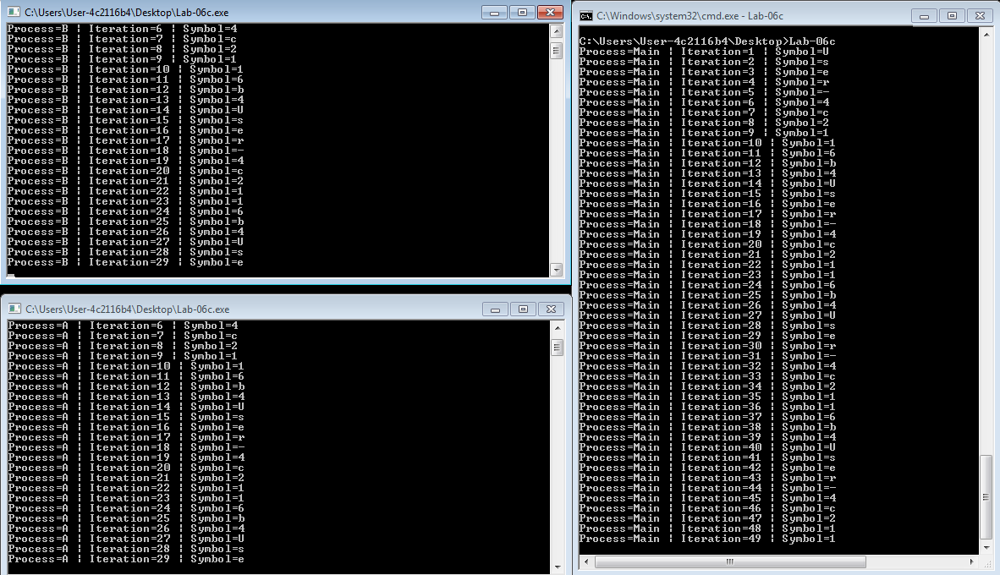 C:\Users\User-4c2116b4\Desktop\Lab-06c.exe
Process=B | Iteration=6 | Symbol=4
Process=B | Iteration=7 | Symbol=c
Process=B | Iteration=8 | Symbol=2
Process=B | Iteration=9 | Symbol=1
Process=B | Iteration=10 | Symbol=1
Process=B | Iteration=11 | Symbol=6
Process=B | Iteration=12 | Symbol=b
Process=B | Iteration=13 | Symbol=4
Process=B | Iteration=14 | Symbol=U
Process=B | Iteration=15 | Symbol=s
Process=B | Iteration=16 | Symbol=e
Process=B | Iteration=17 | Symbol=r
Process=B | Iteration=18 | Symbol=-
Process=B | Iteration=19 | Symbol=4
Process=B | Iteration=20 | Symbol=c
Process=B | Iteration=21 | Symbol=2
Process=B | Iteration=22 | Symbol=1
Process=B | Iteration=23 | Symbol=1
Process=B | Iteration=24 | Symbol=6
Process=B | Iteration=25 | Symbol=b
Process=B | Iteration=26 | Symbol=4
Process=B | Iteration=27 | Symbol=U
Process=B | Iteration=28 | Symbol=s
Process=B | Iteration=29 | Symbol=e
C:\Users\User-4c2116b4\Desktop\Lab-06c.exe
Process=A | Iteration=6 | Symbol=4
Process=A | Iteration=7 | Symbol=c
Process=A | Iteration=8 | Symbol=2
Process=A | Iteration=9 | Symbol=1
Process=A | Iteration=10 | Symbol=1
Process=A | Iteration=11 | Symbol=6
Process=A | Iteration=12 | Symbol=b
Process=A | Iteration=13 | Symbol=4
Process=A | Iteration=14 | Symbol=U
Process=A | Iteration=15 | Symbol=s
Process=A | Iteration=16 | Symbol=e
Process=A | Iteration=17 | Symbol=r
Process=A | Iteration=18 | Symbol=-
Process=A | Iteration=19 | Symbol=4
Process=A | Iteration=20 | Symbol=c
Process=A | Iteration=21 | Symbol=2
Process=A | Iteration=22 | Symbol=1
Process=A | Iteration=23 | Symbol=1
Process=A | Iteration=24 | Symbol=6
Process=A | Iteration=25 | Symbol=b
Process=A | Iteration=26 | Symbol=4
Process=A | Iteration=27 | Symbol=U
Process=A | Iteration=28 | Symbol=s
Process=A | Iteration=29 | Symbol=e
C:\Windows\system32\cmd.exe - Lab-06c
C:\Users\User-4c2116b4\Desktop>Lab-06c
Process=Main | Iteration=1 | Symbol=U
Process=Main | Iteration=2 | Symbol=s
Process=Main | Iteration=3 | Symbol=e
Process=Main | Iteration=4 | Symbol=r
Process=Main | Iteration=5 | Symbol=-
Process=Main | Iteration=6 | Symbol=4
Process=Main | Iteration=7 | Symbol=c
Process=Main | Iteration=8 | Symbol=2
Process=Main | Iteration=9 | Symbol=1
Process=Main | Iteration=10 | Symbol=1
Process=Main | Iteration=11 | Symbol=6
Process=Main | Iteration=12 | Symbol=b
Process=Main | Iteration=13 | Symbol=4
Process=Main | Iteration=14 | Symbol=U
Process=Main | Iteration=15 | Symbol=s
Process=Main | Iteration=16 | Symbol=e
Process=Main | Iteration=17 | Symbol=r
Process=Main | Iteration=18 | Symbol=-
Process=Main | Iteration=19 | Symbol=4
Process=Main | Iteration=20 | Symbol=c
Process=Main | Iteration=21 | Symbol=2
Process=Main | Iteration=22 | Symbol=1
Process=Main | Iteration=23 | Symbol=1
Process=Main | Iteration=24 | Symbol=6
Process=Main | Iteration=25 | Symbol=b
Process=Main | Iteration=26 | Symbol=4
Process=Main | Iteration=27 | Symbol=U
Process=Main | Iteration=28 | Symbol=s
Process=Main | Iteration=29 | Symbol=e
Process=Main | Iteration=30 | Symbol=r
Process=Main | Iteration=31 | Symbol=-
Process=Main | Iteration=32 | Symbol=4
Process=Main | Iteration=33 | Symbol=c
Process=Main | Iteration=34 | Symbol=2
Process=Main | Iteration=35 | Symbol=1
Process=Main | Iteration=36 | Symbol=1
Process=Main | Iteration=37 | Symbol=6
Process=Main | Iteration=38 | Symbol=b
Process=Main | Iteration=39 | Symbol=4
Process=Main | Iteration=40 | Symbol=U
Process=Main | Iteration=41 | Symbol=s
Process=Main | Iteration=42 | Symbol=e
Process=Main | Iteration=43 | Symbol=r
Process=Main | Iteration=44 | Symbol=-
Process=Main | Iteration=45 | Symbol=4
Process=Main | Iteration=46 | Symbol=c
Process=Main | Iteration=47 | Symbol=2
Process=Main | Iteration=48 | Symbol=1
Process=Main | Iteration=49 | Symbol=1